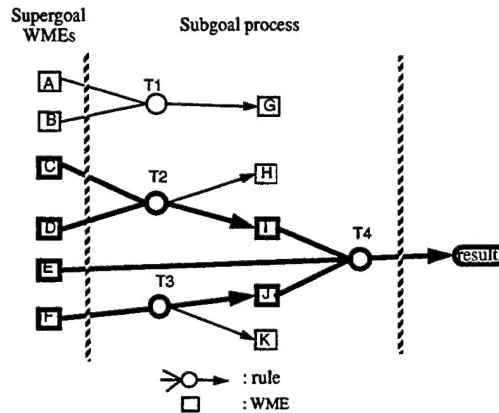 Supergoal
WMEs
Subgoal process
A
T1
B
G
C
T2
H
D
I
T4
E
result
T3
J
F
K
: rule
: WME